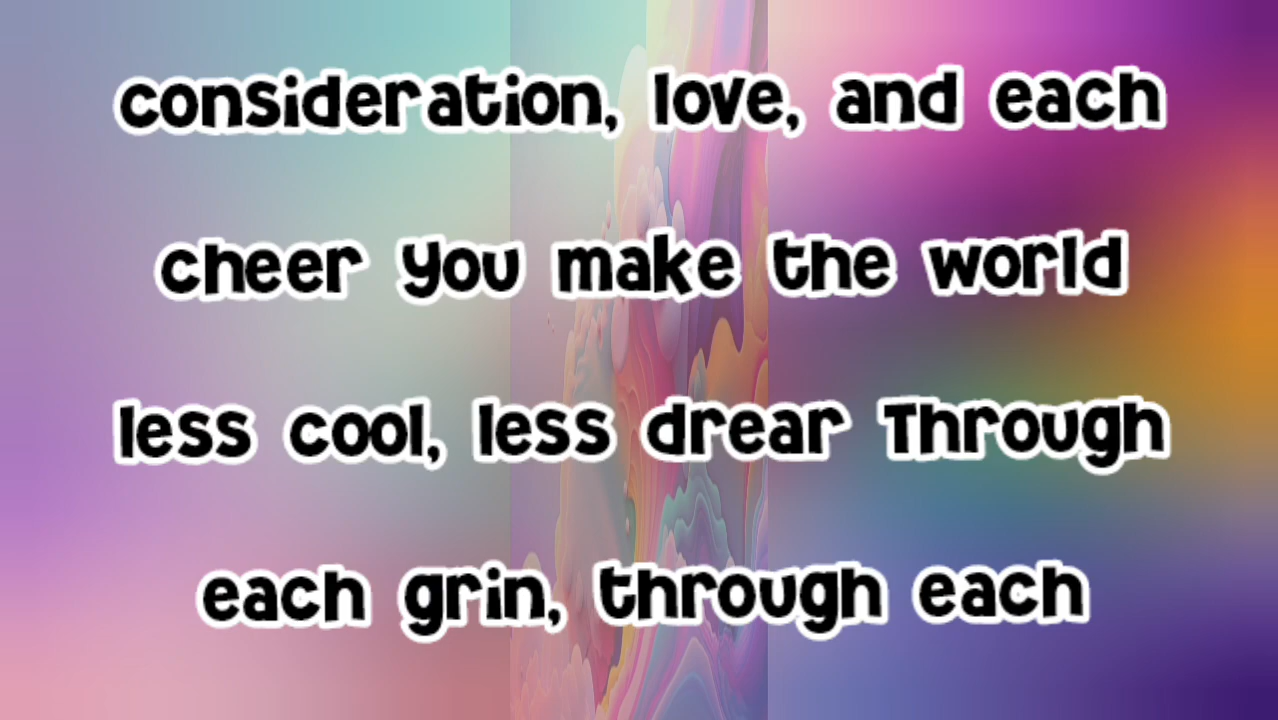 consideration, love, and each
cheer you make the world
less cool, less drear Through
each grin, through each